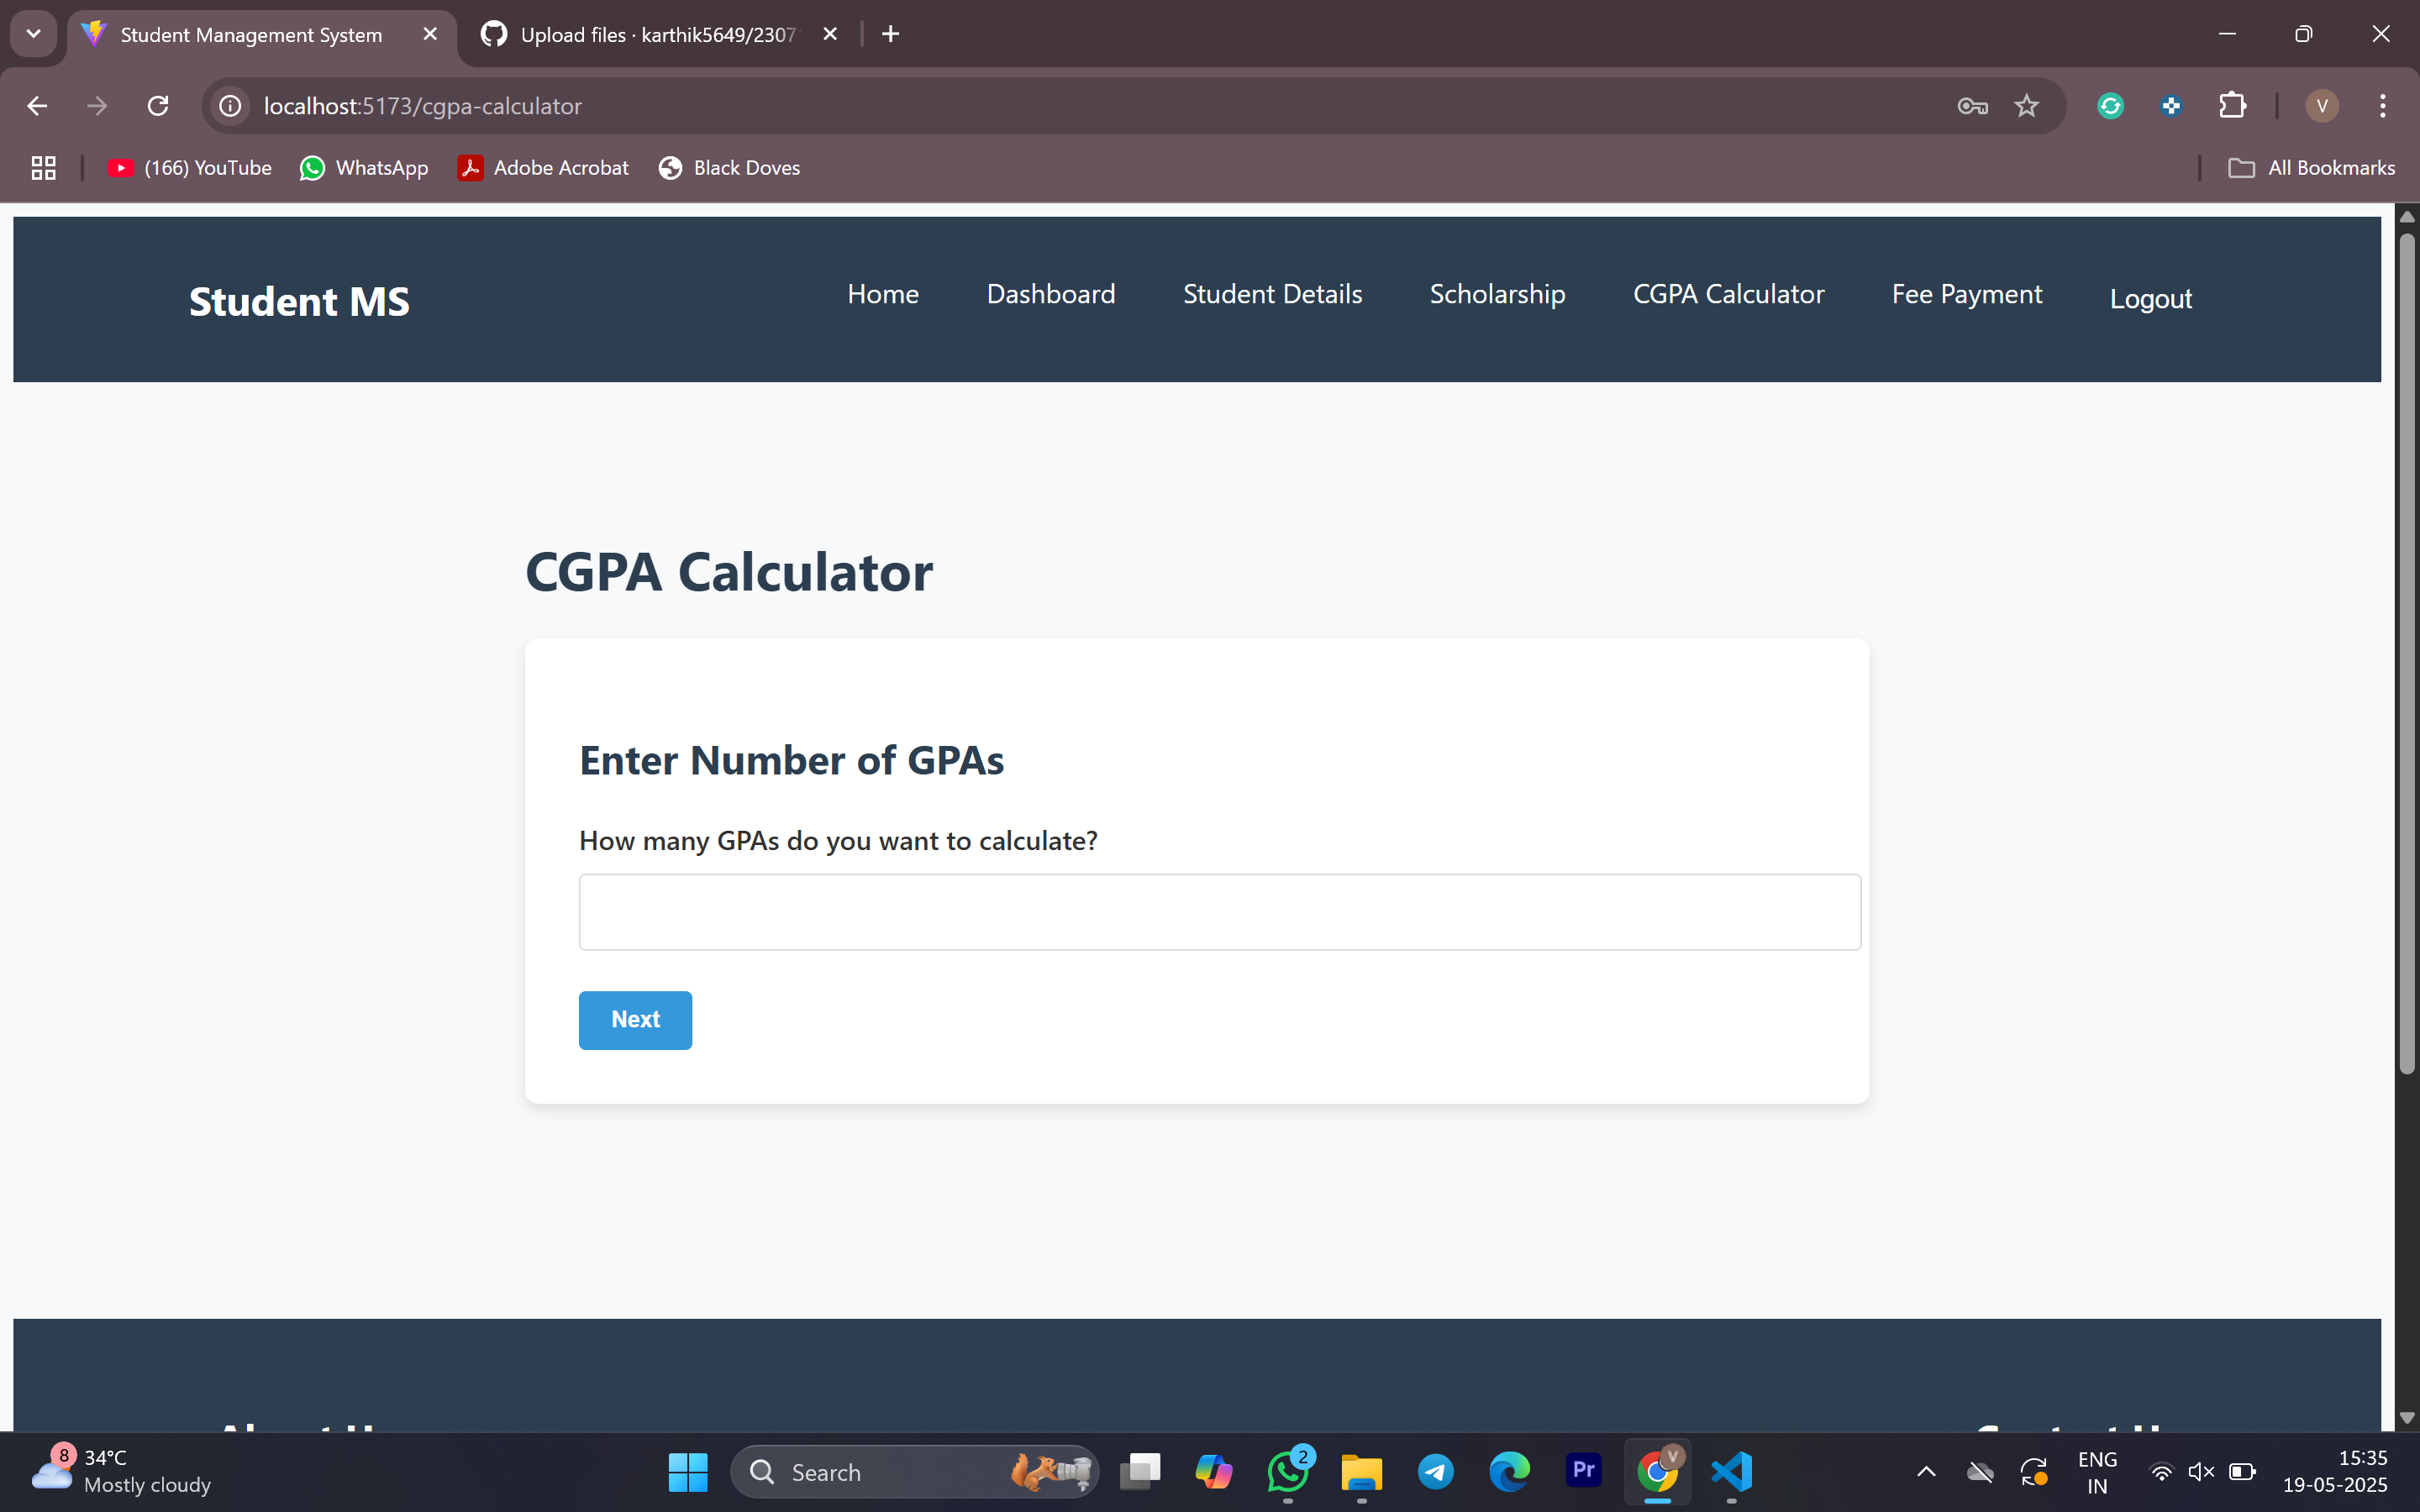 Student Management System
Upload files · karthik5649/2307
localhost:5173/cgpa-calculator
V
(166) YouTube
WhatsApp
Adobe Acrobat
Black Doves
All Bookmarks
Student MS
Home
Dashboard
Student Details
Scholarship
CGPA Calculator
Fee Payment
Logout
CGPA Calculator
Enter Number of GPAs
How many GPAs do you want to calculate?
Next
8
34°C
Mostly cloudy
Search
2
Pr
V
ENG
IN
15:35
19-05-2025